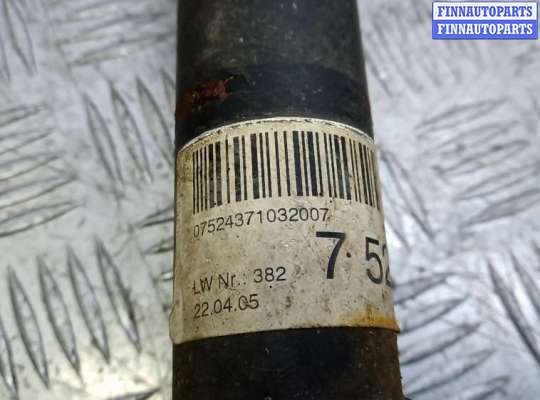 FINNAUTOPARTS
FINNAUTOPARTS
07524371032007
7 52
LW Nr.: 382
22.04.05